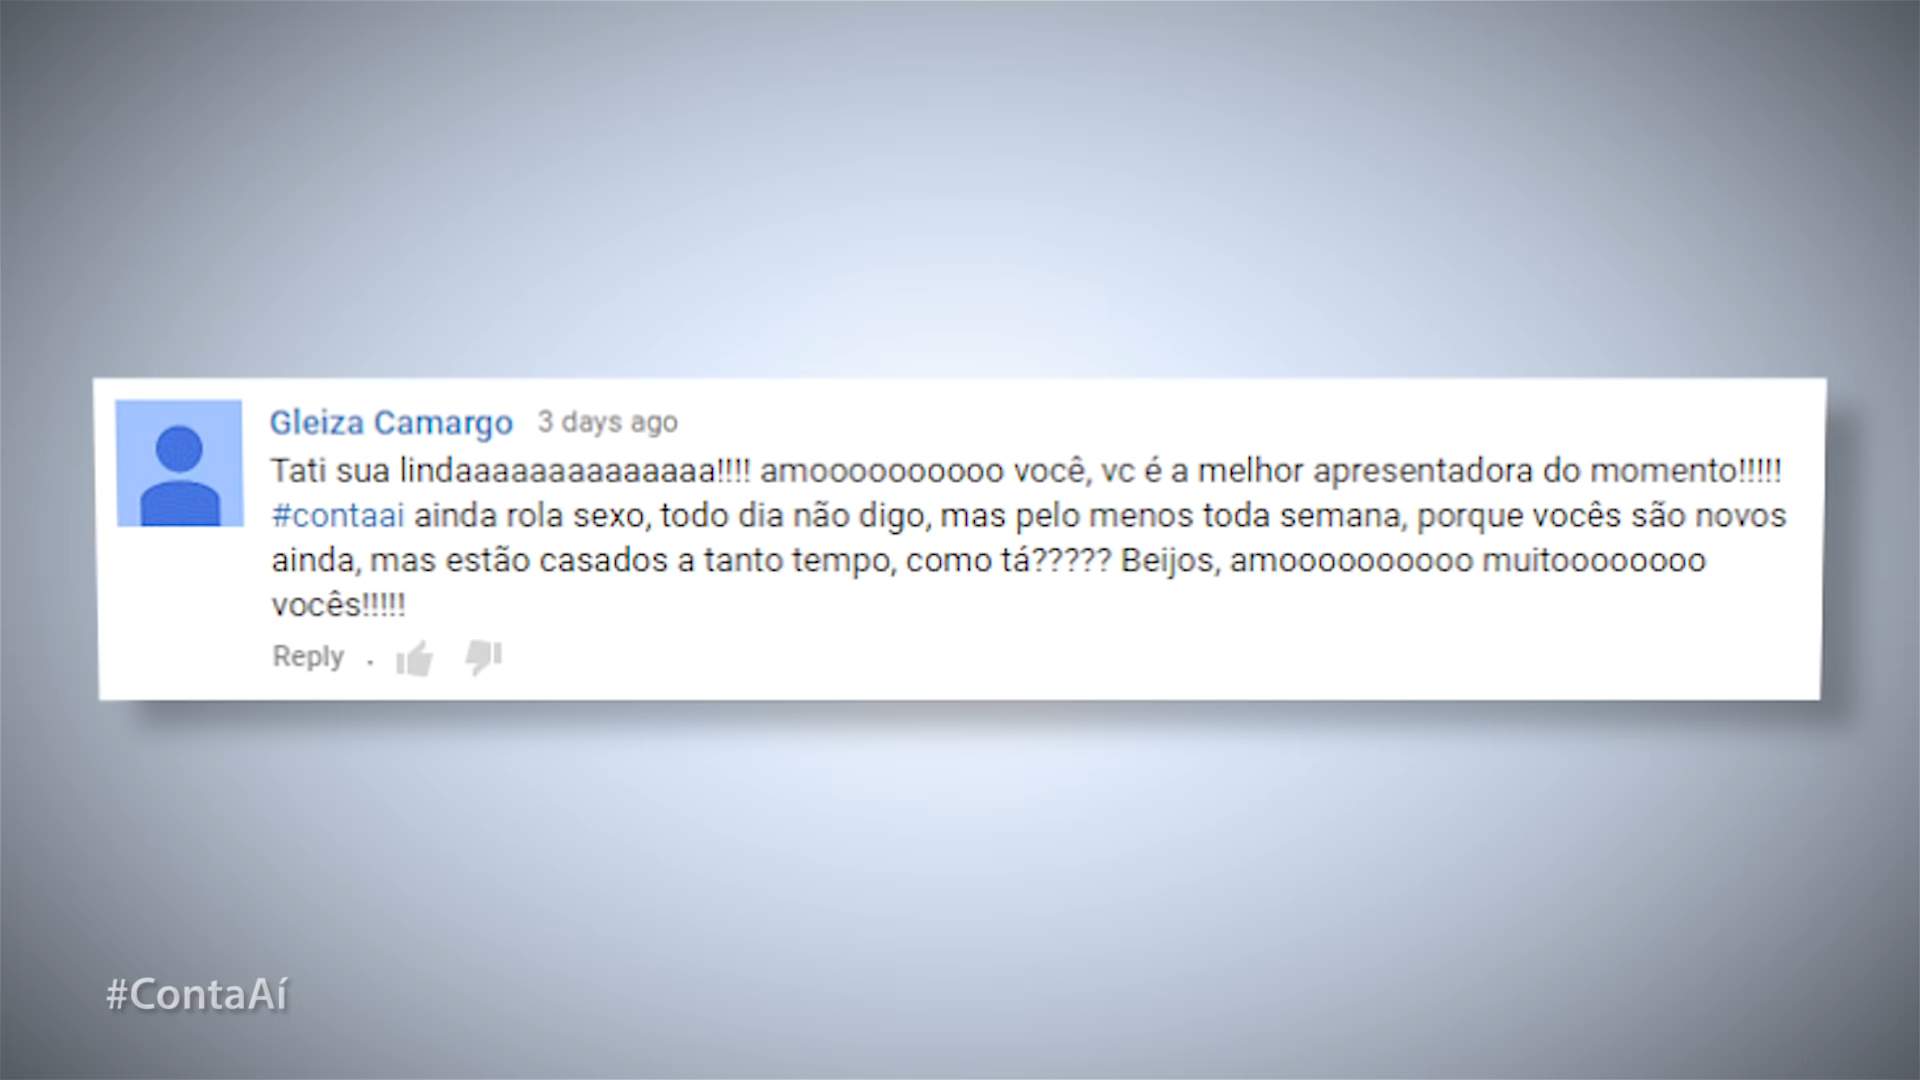 Gleiza Camargo 3 days ago
Tati sua lindaaaaaaaaaaaaaa!!!! amoooooooooo você, vc é a melhor apresentadora do momento!!!!!
#contaai ainda rola sexo, todo dia não digo, mas pelo menos toda semana, porque vocês são novos
ainda, mas estão casados a tanto tempo, como tá????? Beijos, amooooooooooo muitoooooooo
vocês!!!!!
Reply .
#ContaAí